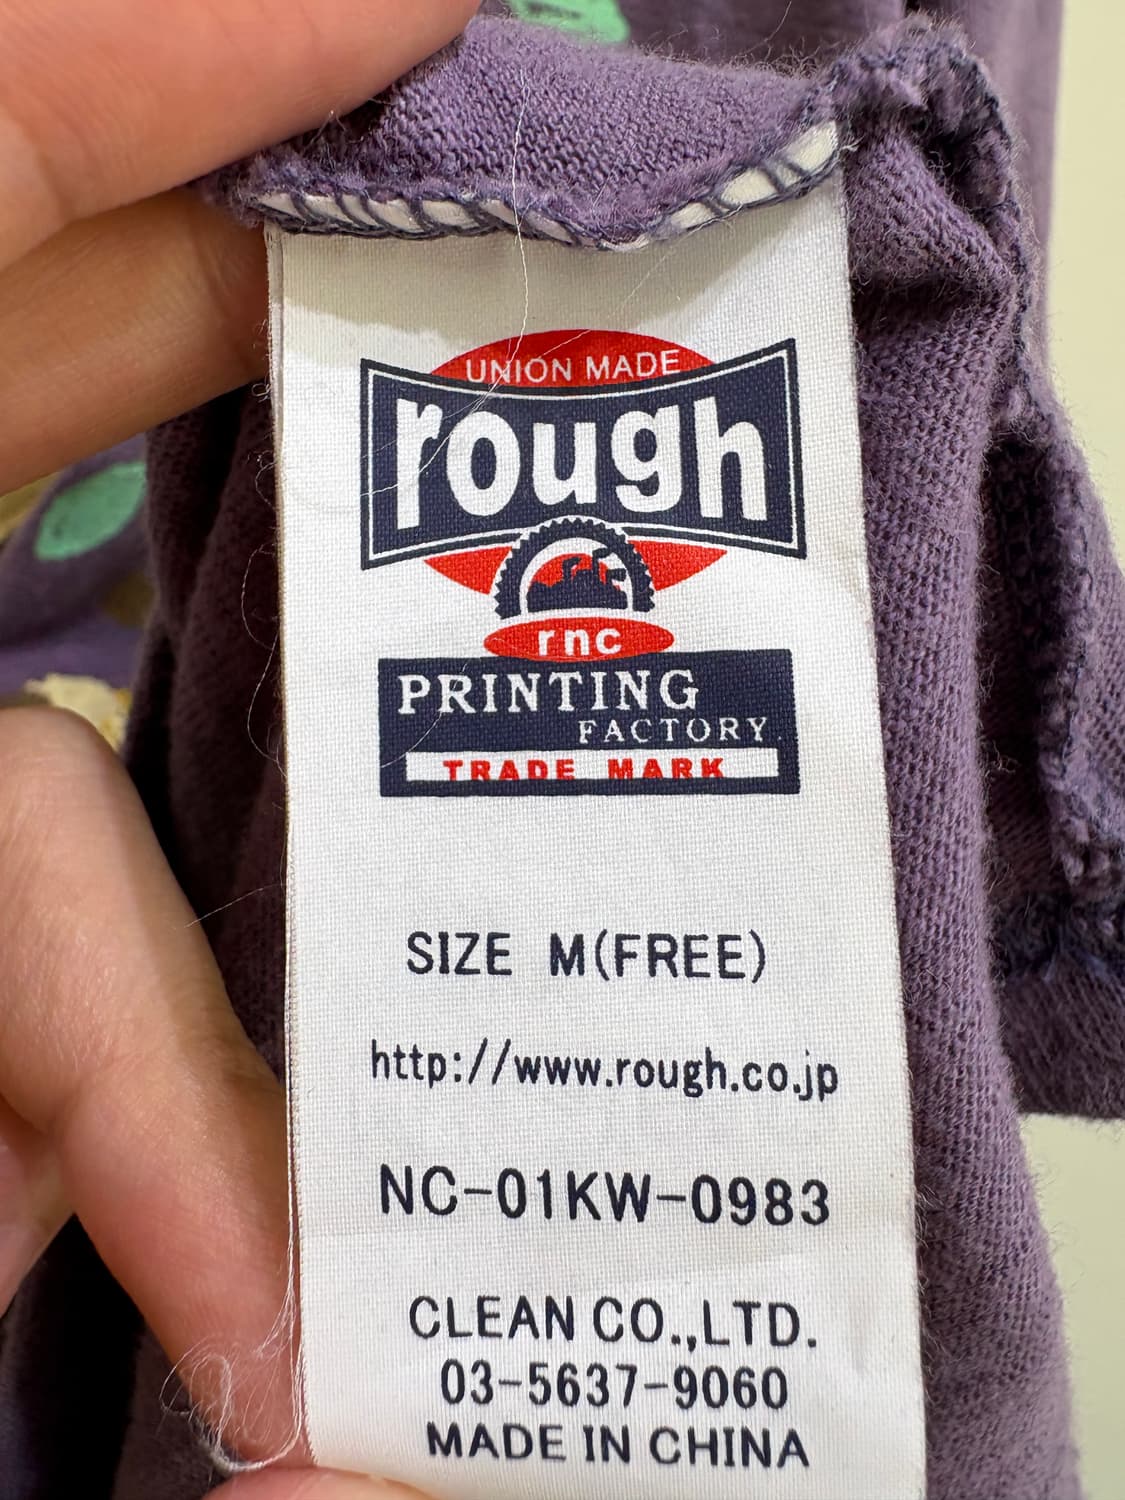 UNION MADE
rough
rnc
PRINTING
FACTORY
TRADE MARK
SIZE M(FREE)
http://www.rough.co.jp
NC-01KW-0983
CLEAN CO.,LTD.
03-5637-9060
MADE IN CHINA